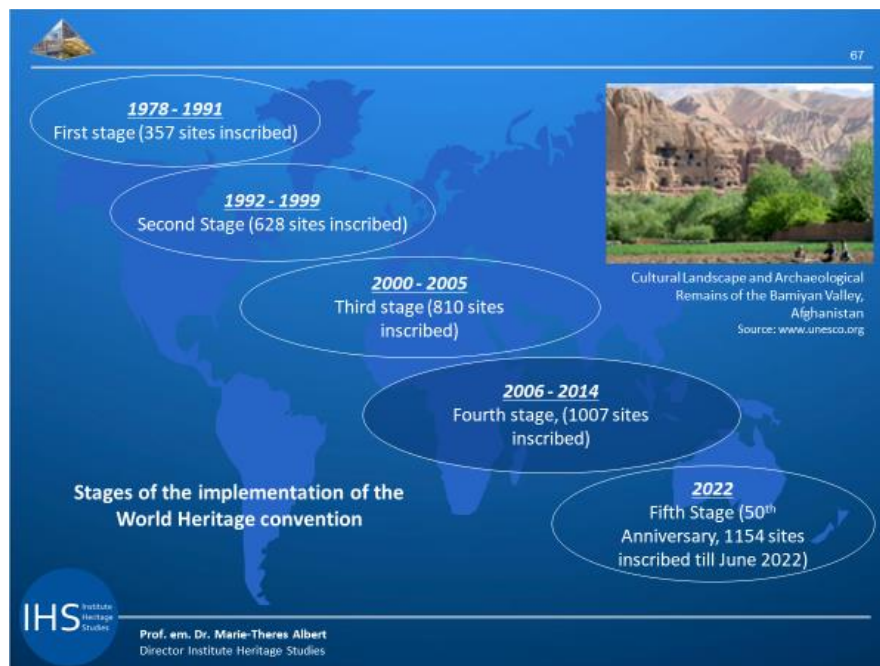 67
1978 - 1991
First stage (357 sites inscribed)
1992 - 1999
Second Stage (628 sites inscribed)
2000 - 2005
Third stage (810 sites
inscribed)
2006 - 2014
Fourth stage, (1007 sites
inscribed)
2022
Fifth Stage (50th
Anniversary, 1154 sites
inscribed till June 2022)
Cultural Landscape and Archaeological
Remains of the Bamiyan Valley,
Afghanistan
Source: www.unesco.org
Stages of the implementation of the
World Heritage convention
IHS
Institute
Heritage
Studies
Prof. em. Dr. Marie-Theres Albert
Director Institute Heritage Studies